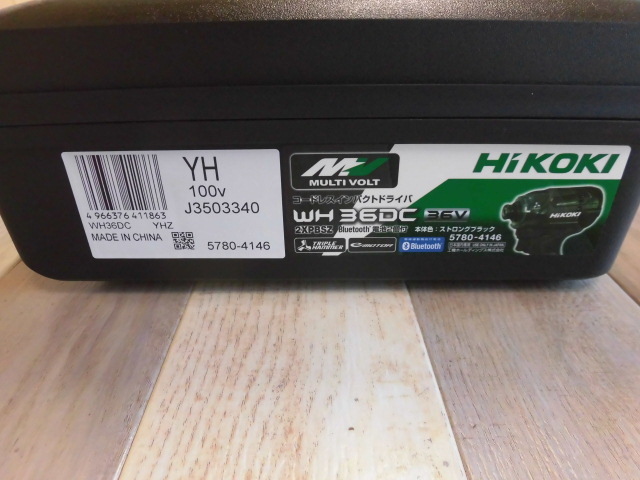 4 966376 411863
WH36DC YHZ
MADE IN CHINA
YH
100v
J3503340
5780-4146
MV
MULTI VOLT
HiKOKI
コードレスインパクトドライバ
WH 36DC 36V
2XPBSZ Bluetooth
本体色：ストロングブラック
5780-4146
TRIPLE HAMMER
Bluetooth
HiKOKI